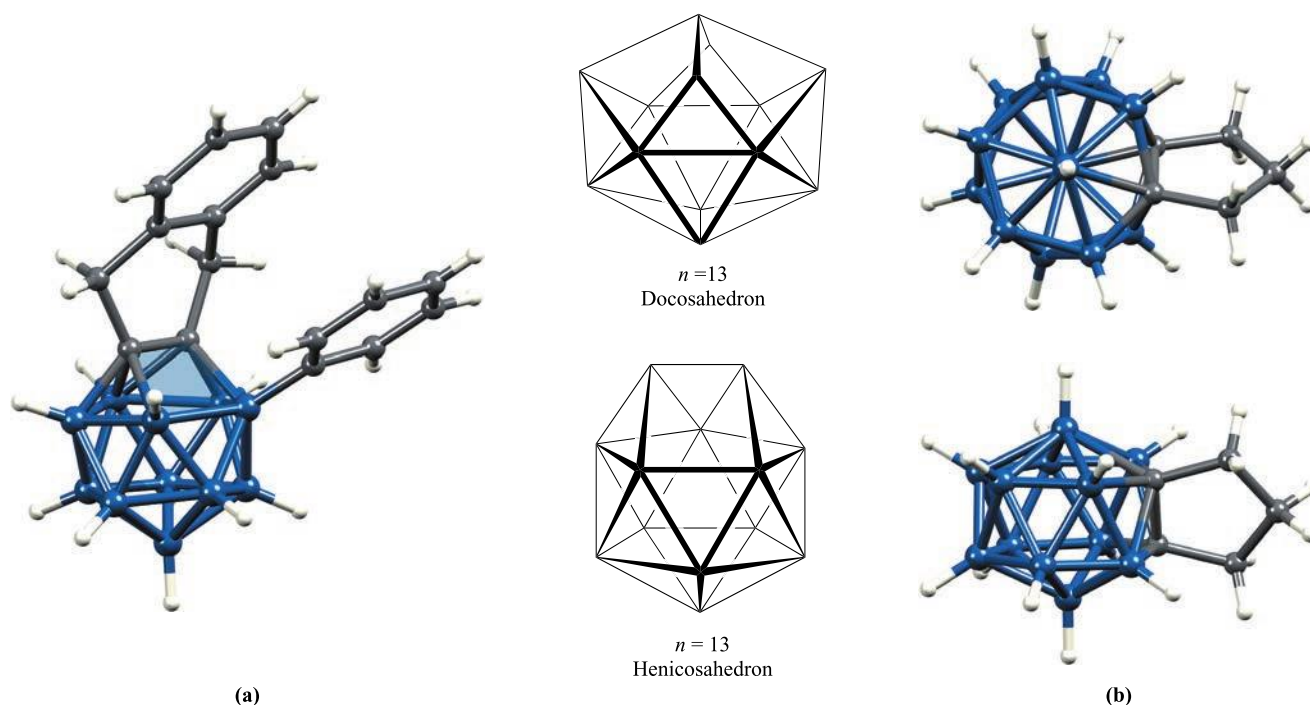 n =13
Docosahedron
n = 13
Henicosahedron
(a)
(b)